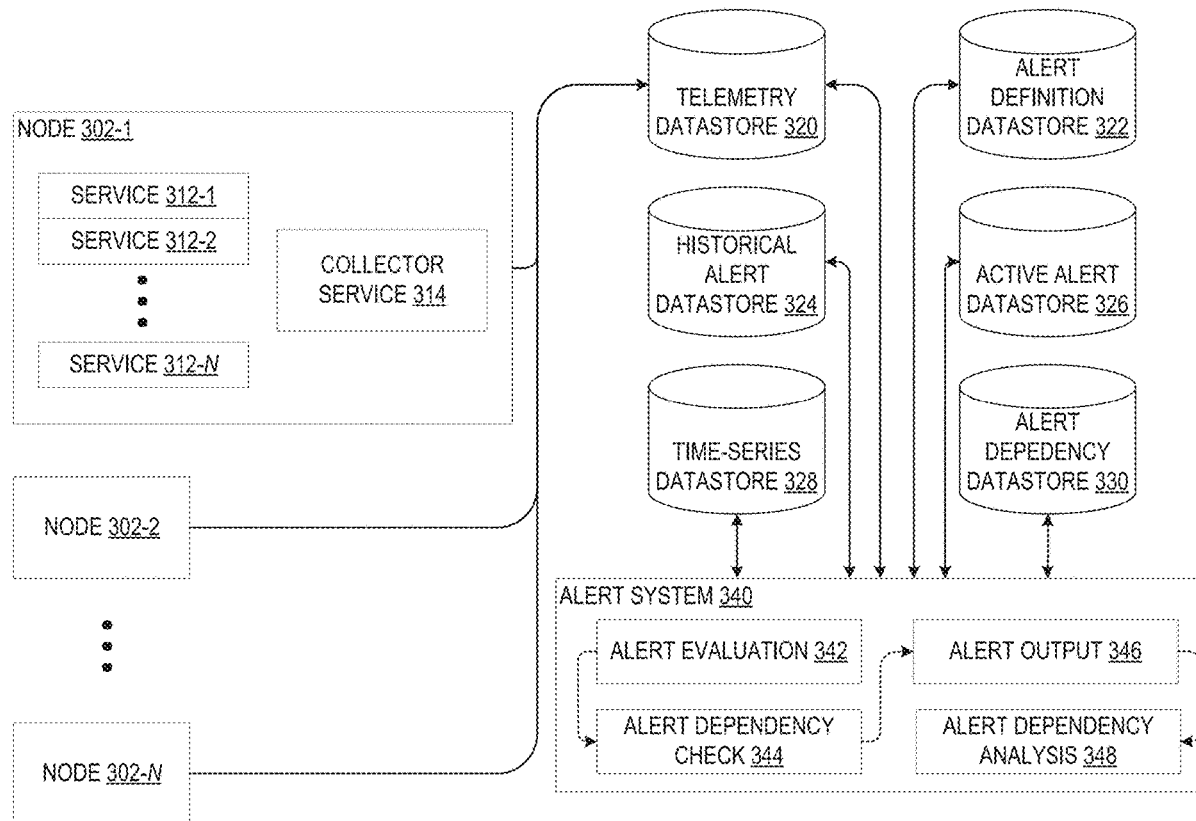 NODE 302-1
SERVICE 312-1
SERVICE 312-2
SERVICE 312-N
COLLECTOR
SERVICE 314
NODE 302-2
NODE 302-N
TELEMETRY
DATASTORE 320
ALERT
DEFINITION
DATASTORE 322
HISTORICAL
ALERT
DATASTORE 324
ACTIVE ALERT
DATASTORE 326
TIME-SERIES
DATASTORE 328
ALERT
DEPEDENCY
DATASTORE 330
ALERT SYSTEM 340
ALERT EVALUATION 342
ALERT OUTPUT 346
ALERT DEPENDENCY
CHECK 344
ALERT DEPENDENCY
ANALYSIS 348